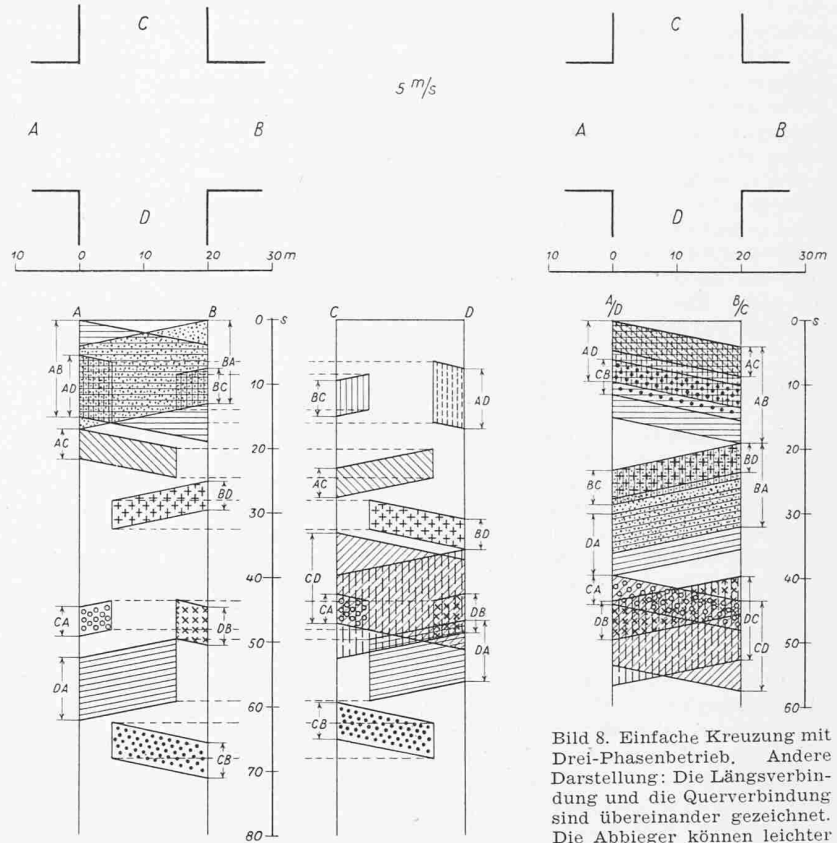 C
A
B
D
5 m/s
C
A
B
D
10 0 10 20 30 m
10 0 10 20 30 m
A B
C D
A/D B/C
0 s
10
20
30
40
50
60
70
80
0 s
10
20
30
40
50
60
AB
AD
BA
BC
AC
BD
CA
DB
DA
CB
BC
AD
AC
BD
CD
CA
DB
DA
CB
AD
CB
AC
AB
BD
BC
BA
DA
CA
DB
DC
CD
Bild 8. Einfache Kreuzung mit
Drei-Phasenbetrieb. Andere
Darstellung: Die Längsverbin-
dung und die Querverbindung
sind übereinander gezeichnet.
Die Abbieger können leichter